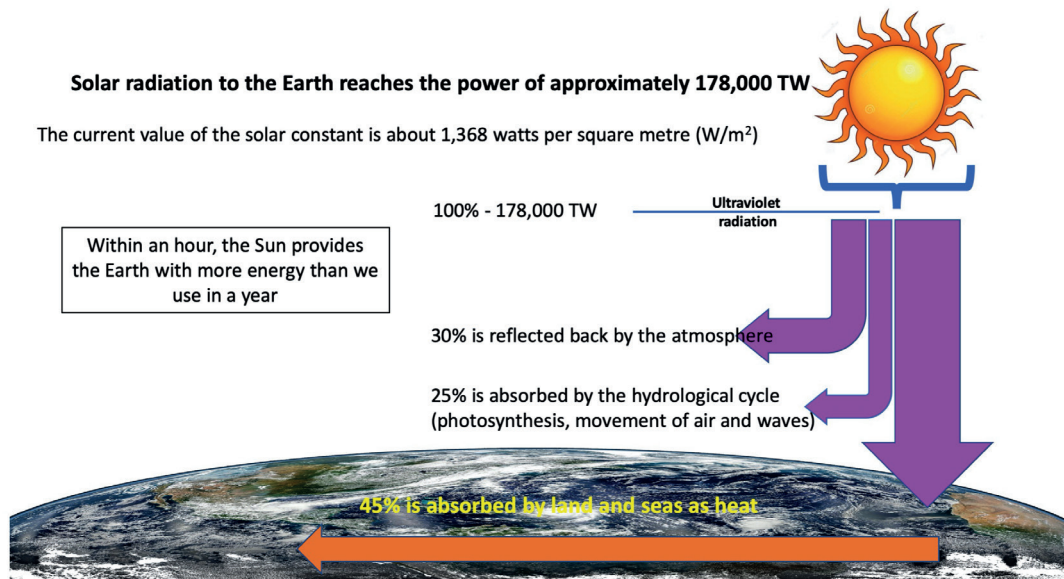 Solar radiation to the Earth reaches the power of approximately 178,000 TW
The current value of the solar constant is about 1,368 watts per square metre (W/m²)
100% - 178,000 TW
Ultraviolet
radiation
Within an hour, the Sun provides
the Earth with more energy than we
use in a year
30% is reflected back by the atmosphere
25% is absorbed by the hydrological cycle
(photosynthesis, movement of air and waves)
45% is absorbed by land and seas as heat